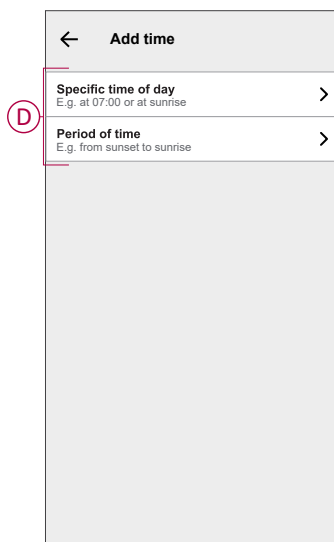 Add time
Specific time of day
E.g. at 07:00 or at sunrise
D
Period of time
E.g. from sunset to sunrise